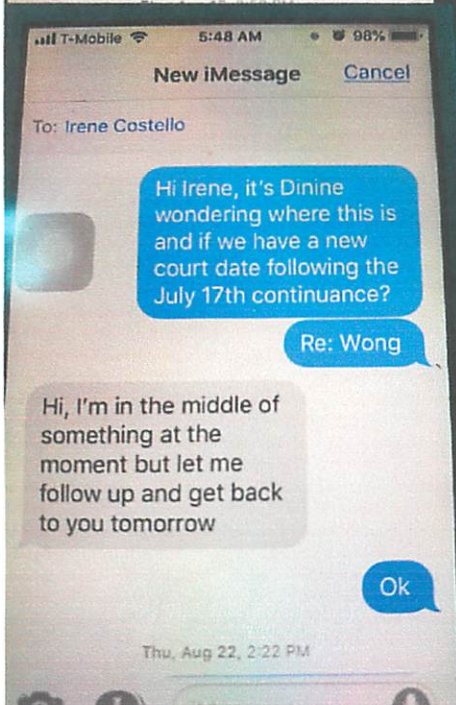 T-Mobile 5:48 AM 98%
New iMessage Cancel
To: Irene Costello
Hi Irene, it's Dinine
wondering where this is
and if we have a new
court date following the
July 17th continuance?
Re: Wong
Hi, I'm in the middle of
something at the
moment but let me
follow up and get back
to you tomorrow
Ok
Thu, Aug 22, 2:22 PM